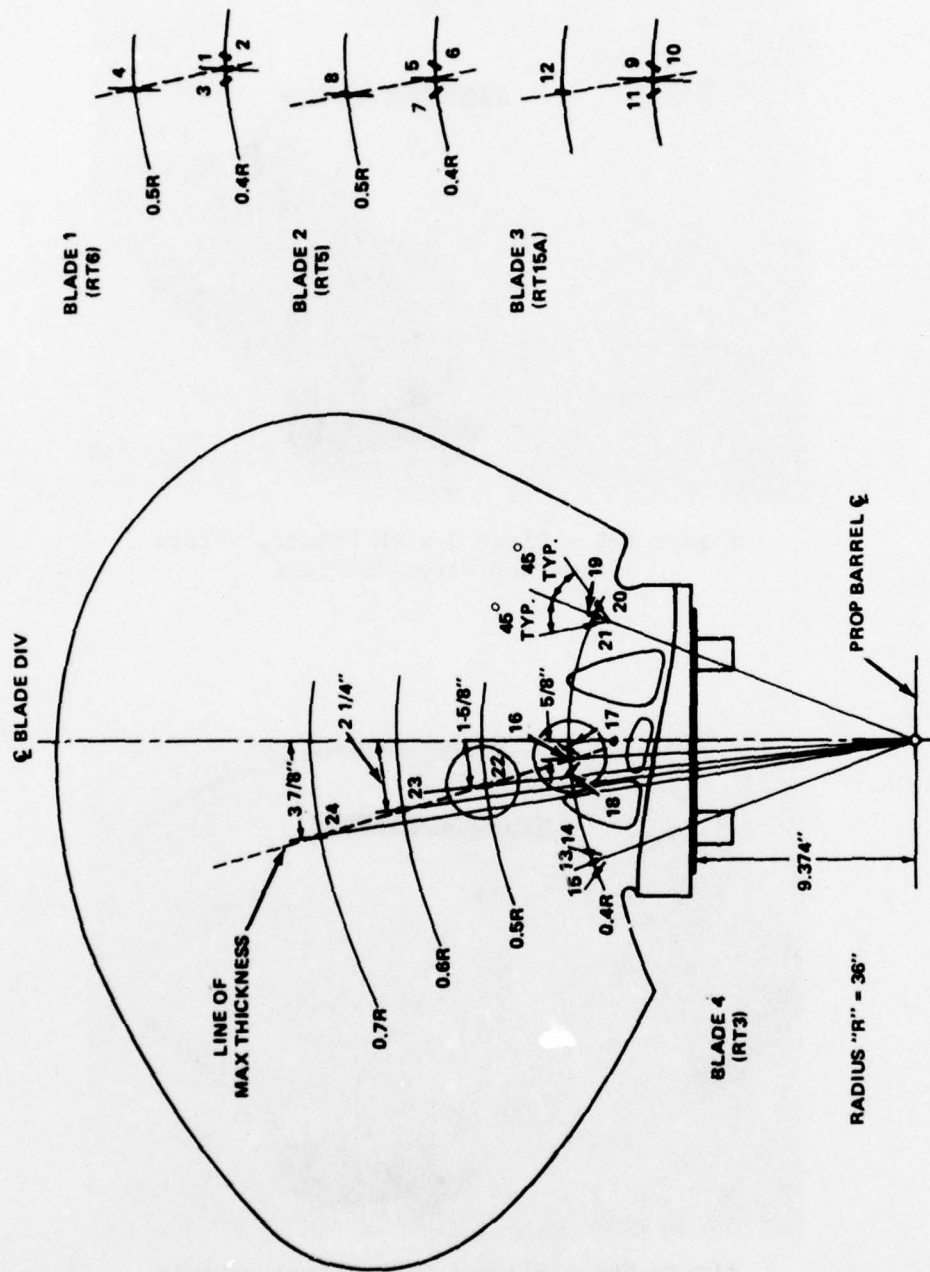 ℄ BLADE DIV
LINE OF
MAX THICKNESS
3 7/8"
2 1/4"
1-5/8"
5/8"
24
23
22
16
17
18
0.7R
0.6R
0.5R
0.4R
13, 14
15
45°
TYP.
45°
TYP.
19
20
21
BLADE 4
(RT3)
9.374"
PROP BARREL ℄
RADIUS "R" = 36"
BLADE 1
(RT6)
0.5R
4
0.4R
3
1
2
BLADE 2
(RT5)
0.5R
8
0.4R
7
5
6
BLADE 3
(RT15A)
12
11
9
10